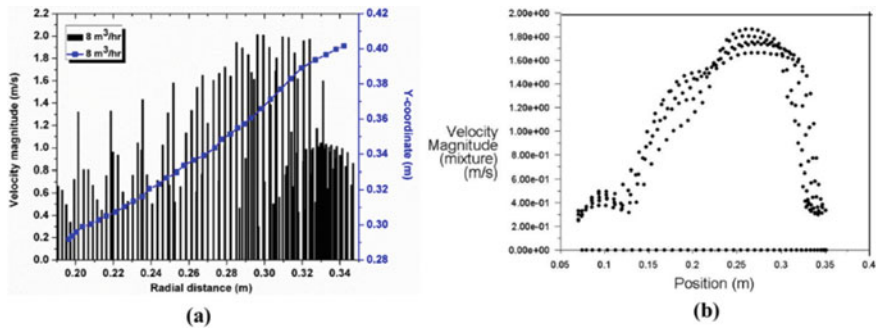 2.2
2.0
1.8
1.6
1.4
1.2
1.0
0.8
0.6
0.4
0.2
0.0
Velocity magnitude (m/s)
8 m³/hr
8 m³/hr
0.42
0.40
0.38
0.36
0.34
0.32
0.30
0.28
Y-coordinate (m)
0.20 0.22 0.24 0.26 0.28 0.30 0.32 0.34
Radial distance (m)
(a)
2.00e+00
1.80e+00
1.60e+00
1.40e+00
1.20e+00
1.00e+00
8.00e-01
6.00e-01
4.00e-01
2.00e-01
0.00e+00
Velocity
Magnitude
(mixture)
m/s)
0.05 0.1 0.15 0.2 0.25 0.3 0.35 0.4
Position (m)
(b)